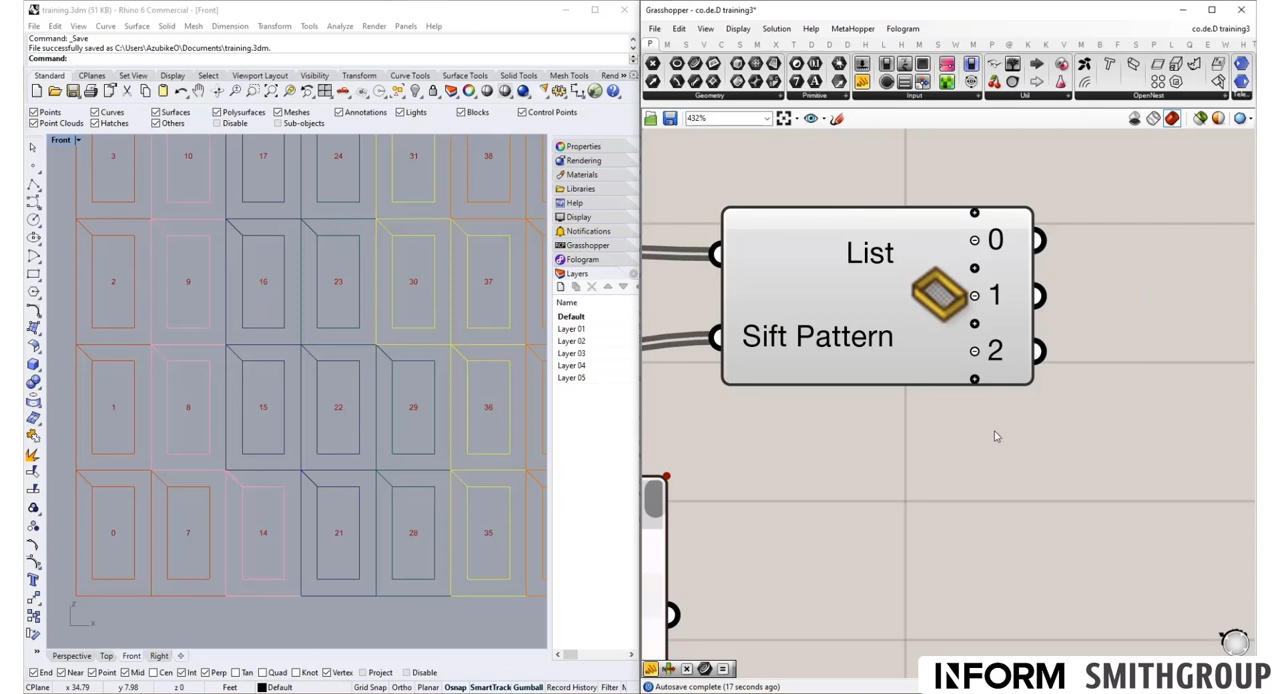 training.3dm (51 KB) - Rhino 6 Commercial - [Front]
File Edit View Curve Surface Solid Mesh Dimension Transform Tools Analyze Render Panels Help
Command: _Save
File successfully saved as C:\Users\AzubikeO\Documents\training.3dm.
Command:
Standard CPlanes Set View Display Select Viewport Layout Visibility Transform Curve Tools Surface Tools Solid Tools Mesh Tools Rend »
Points Curves Surfaces Polysurfaces Meshes Annotations Lights Blocks Control Points
Point Clouds Hatches Others Disable Sub-objects
Front
3 10 17 24 31 38
2 9 16 23 30 37
1 8 15 22 29 36
0 7 14 21 28 35
z
x
Properties
Rendering
Materials
Libraries
Help
Display
Notifications
Grasshopper
Fologram
Layers
Name
Default
Layer 01
Layer 02
Layer 03
Layer 04
Layer 05
Perspective Top Front Right
End Near Point Mid Cen Int Perp Tan Quad Knot Vertex Project Disable
CPlane x 34.79 y 7.98 z 0 Feet Default Grid Snap Ortho Planar Osnap SmartTrack Gumball Record History Filter
Grasshopper - co.de.D training3*
File Edit View Display Solution Help MetaHopper Fologram co.de.D training3
P M S V C S M I X T D W A L H H M S W M P @ K K V M B M C K L P Q E W H
Geometry Primitive Input Util OpenNest Tele...
432%
List
Sift Pattern
0
1
2
Autosave complete (17 seconds ago)
INFORM SMITHGROUP